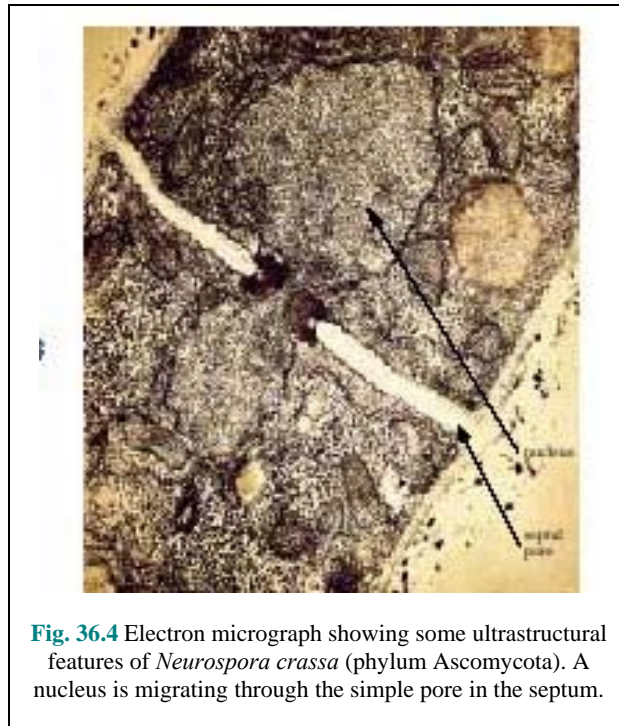 nucleus
septal
pore
Fig. 36.4 Electron micrograph showing some ultrastructural
features of Neurospora crassa (phylum Ascomycota). A
nucleus is migrating through the simple pore in the septum.